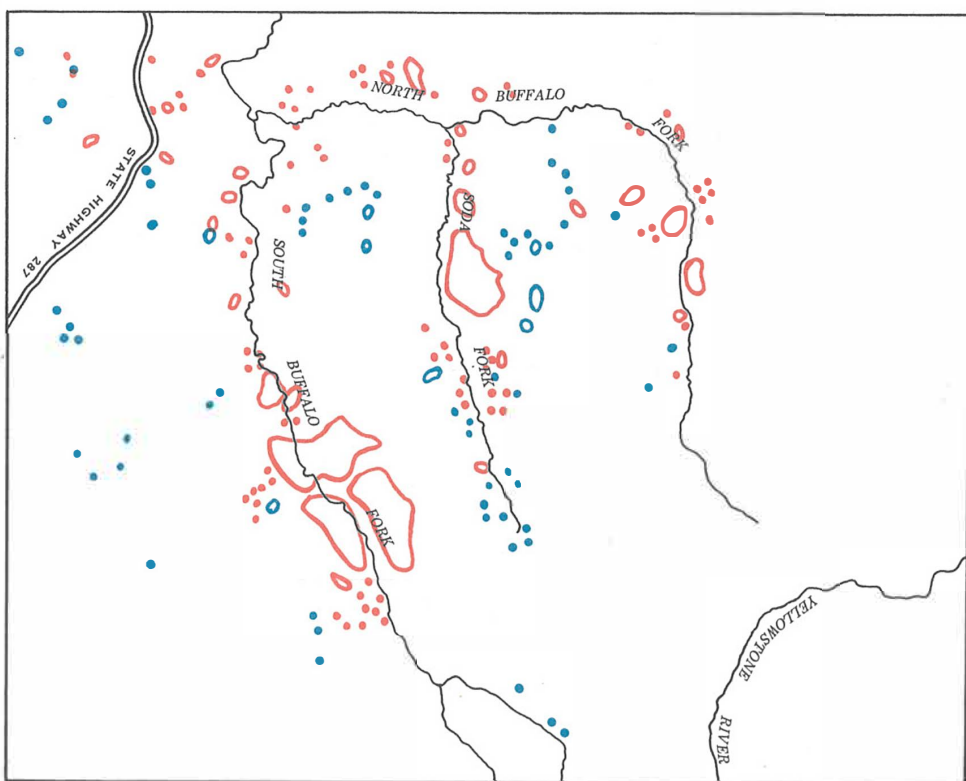 NORTH BUFFALO FORK
STATE HIGHWAY 287
SODA FORK
SOUTH BUFFALO FORK
YELLOWSTONE RIVER